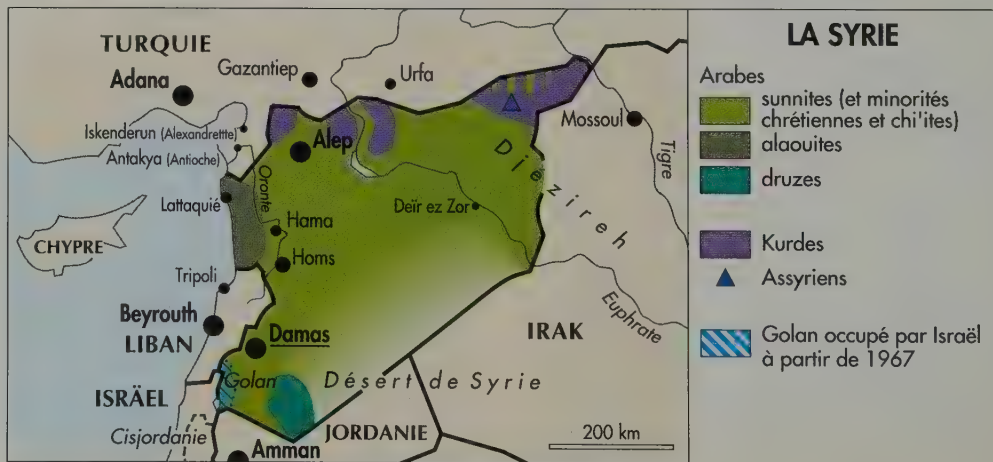 TURQUIE
Adana
Gazantiep
Urfa
Iskenderun (Alexandrette)
Antakya (Antioche)
Alep
Mossoul
Tigre
Djezireh
Oronte
Lattaquié
Deïr ez Zor
Hama
CHYPRE
Homs
Tripoli
Euphrate
Beyrouth
LIBAN
Damas
IRAK
Golan
Désert de Syrie
ISRÄEL
Cisjordanie
JORDANIE
Amman
200 km
LA SYRIE
Arabes
sunnites (et minorités
chrétiennes et chi'ites)
alaouites
druzes
Kurdes
Assyriens
Golan occupé par Israël
à partir de 1967